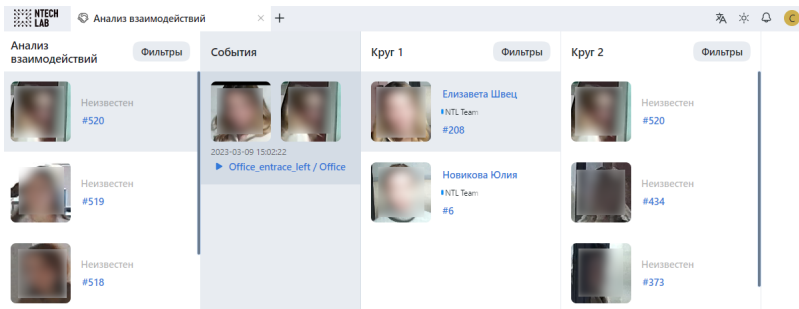 NTECH
LAB
Анализ взаимодействий
× +
C
Анализ
взаимодействий
Фильтры
События
Круг 1
Фильтры
Круг 2
Фильтры
Неизвестен
#520
Неизвестен
#519
Неизвестен
#518
2023-03-09 15:02:22
Office_entrace_left / Office
Елизавета Швец
NTL Team
#208
Новикова Юлия
NTL Team
#6
Неизвестен
#520
Неизвестен
#434
Неизвестен
#373